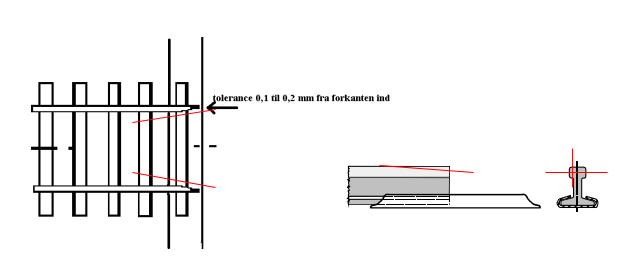 tolerance 0,1 til 0,2 mm fra forkanten ind